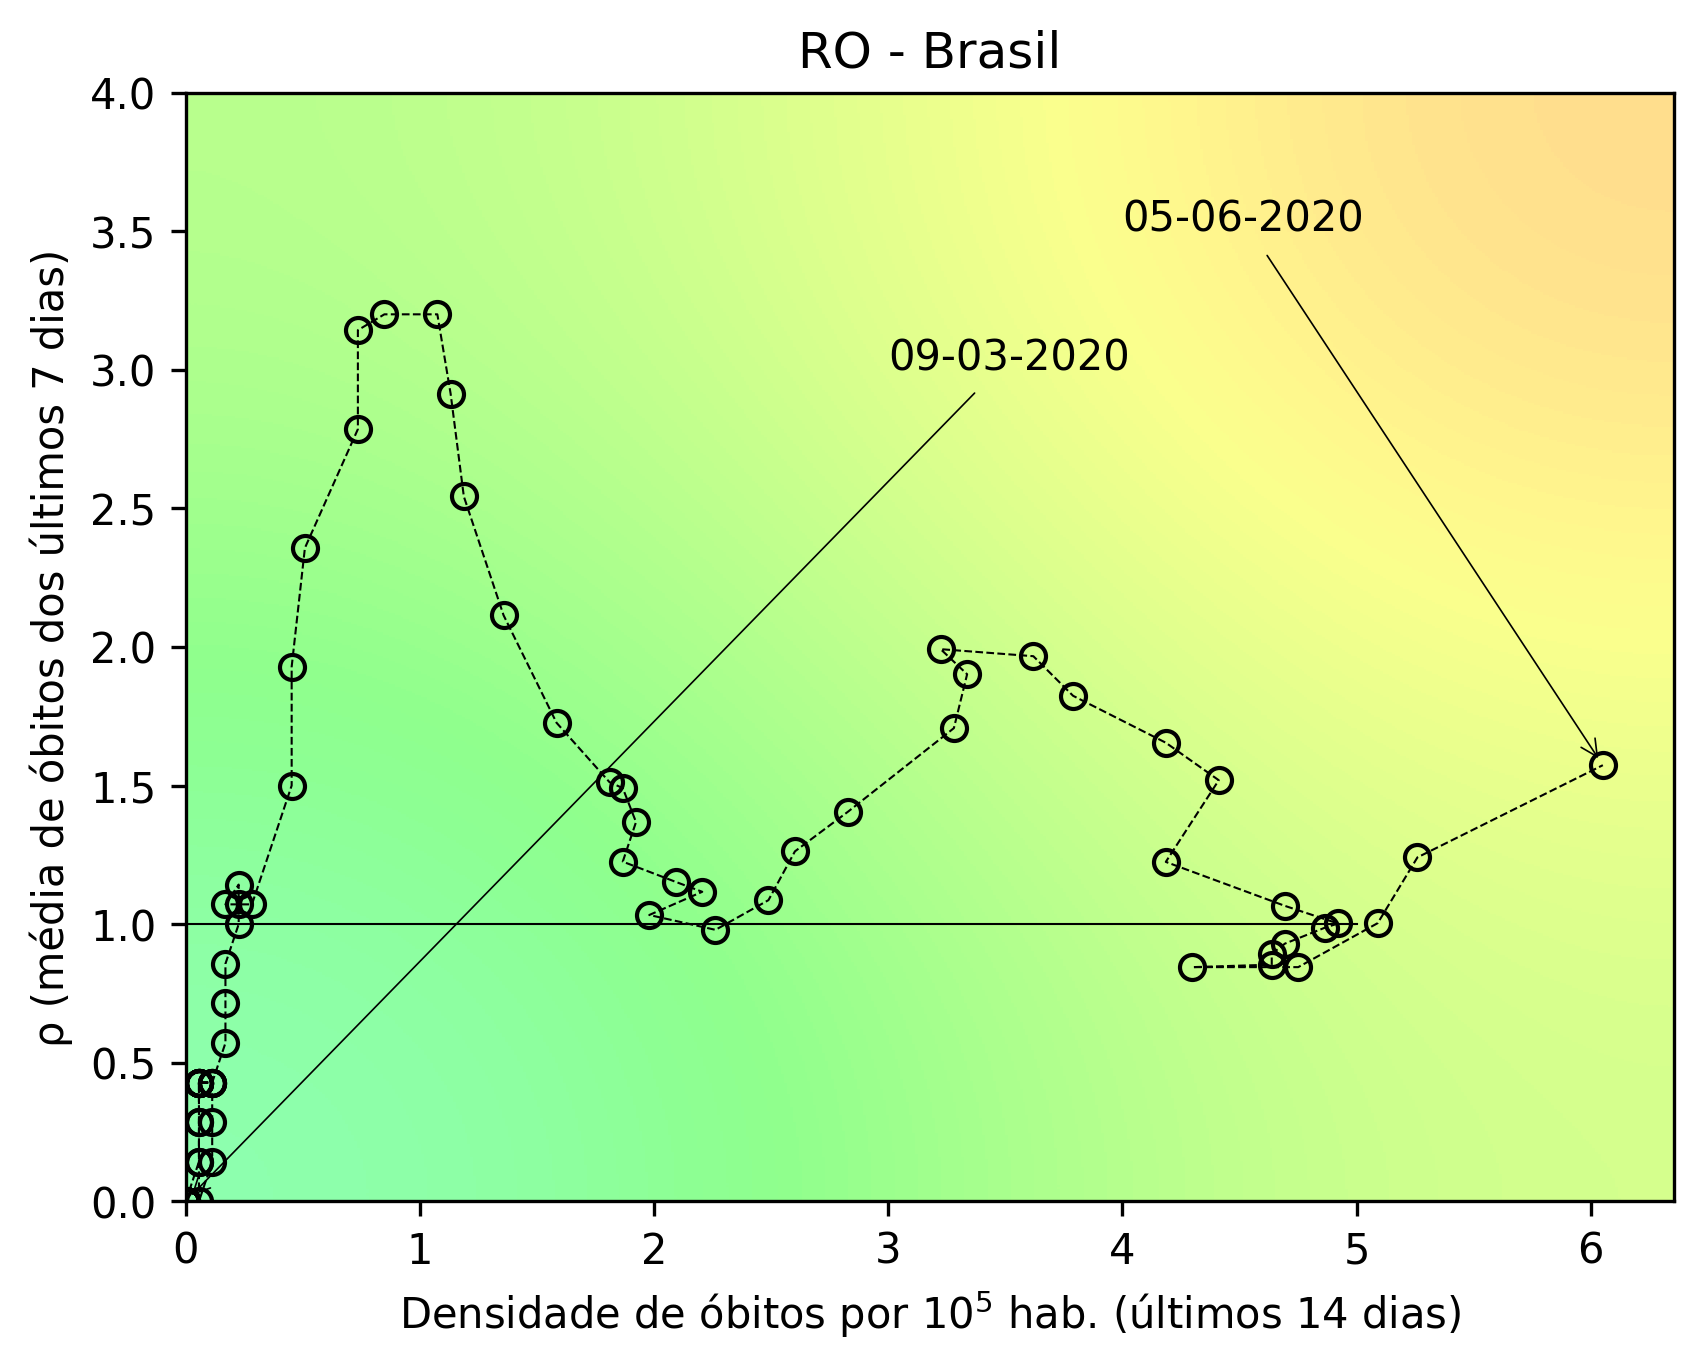 RO - Brasil
ρ (média de óbitos dos últimos 7 dias)
4.0
3.5
3.0
2.5
2.0
1.5
1.0
0.5
0.0
05-06-2020
09-03-2020
0 1 2 3 4 5 6
Densidade de óbitos por 10⁵ hab. (últimos 14 dias)